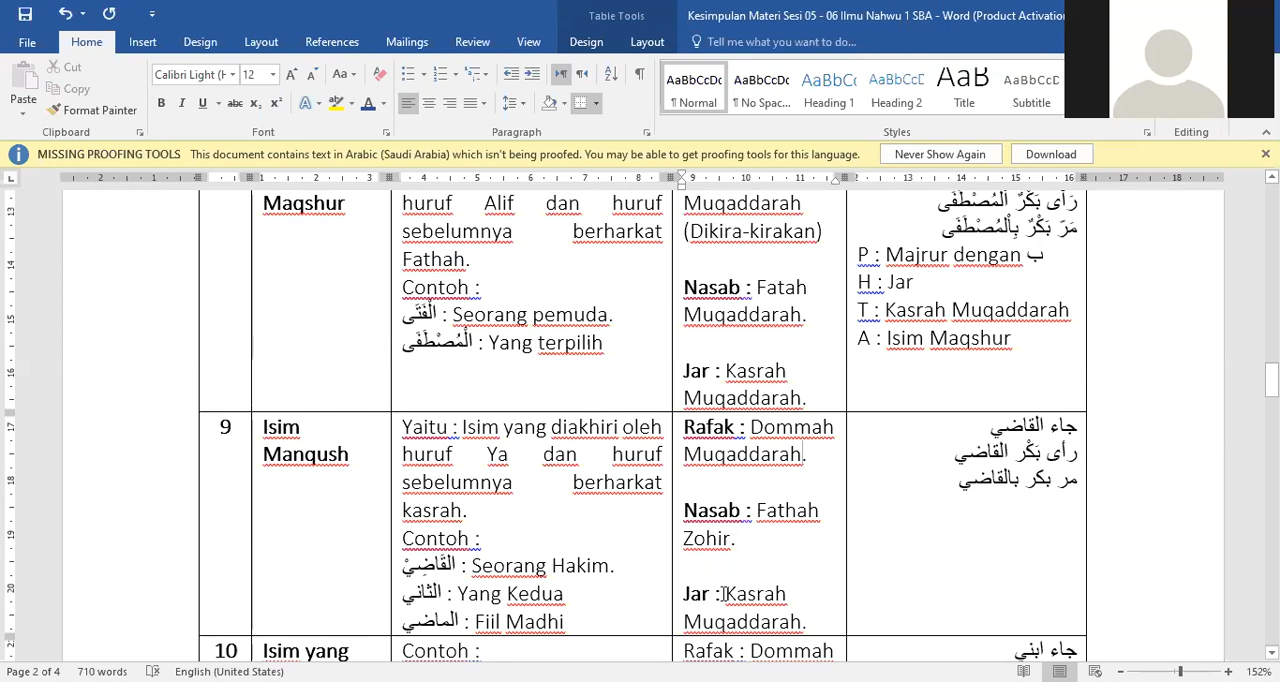 Table Tools
Kesimpulan Materi Sesi 05 - 06 Ilmu Nahwu 1 SBA - Word (Product Activation
File Home Insert Design Layout References Mailings Review View Design Layout Tell me what you want to do...
Paste
Cut
Copy
Format Painter
Clipboard
Calibri Light (H 12
Font
Paragraph
AaBbCcDc ¶ Normal
AaBbCcDc ¶ No Spac...
AaBbCc Heading 1
AaBbCcE Heading 2
AaB Title
AaBbCcD Subtitle
Styles
Editing
MISSING PROOFING TOOLS This document contains text in Arabic (Saudi Arabia) which isn't being proofed. You may be able to get proofing tools for this language. Never Show Again Download
Maqshur
huruf Alif dan huruf
sebelumnya berharkat
Fathah.
Contoh :
الْفَتَى : Seorang pemuda.
الْمُصْطَفَى : Yang terpilih
Muqaddarah
(Dikira-kirakan)
Nasab : Fatah
Muqaddarah.
Jar : Kasrah
Muqaddarah.
رَأى بَكْرٌ الْمُصْطَفَى
مَرّ بَكْرٌ بِالْمُصْطَفَى
P : Majrur dengan ب
H : Jar
T : Kasrah Muqaddarah
A : Isim Maqshur
9
Isim
Manqush
Yaitu : Isim yang diakhiri oleh
huruf Ya dan huruf
sebelumnya berharkat
kasrah.
Contoh :
القَاضِيْ : Seorang Hakim.
الثاني : Yang Kedua
الماضي : Fiil Madhi
Rafak : Dommah
Muqaddarah.
Nasab : Fathah
Zohir.
Jar : Kasrah
Muqaddarah.
جاء القاضي
رأى بَكْر القاضي
مر بكر بالقاضي
10
Isim yang
Contoh :
Rafak : Dommah
جاء ابني
Page 2 of 4 710 words English (United States) 152%